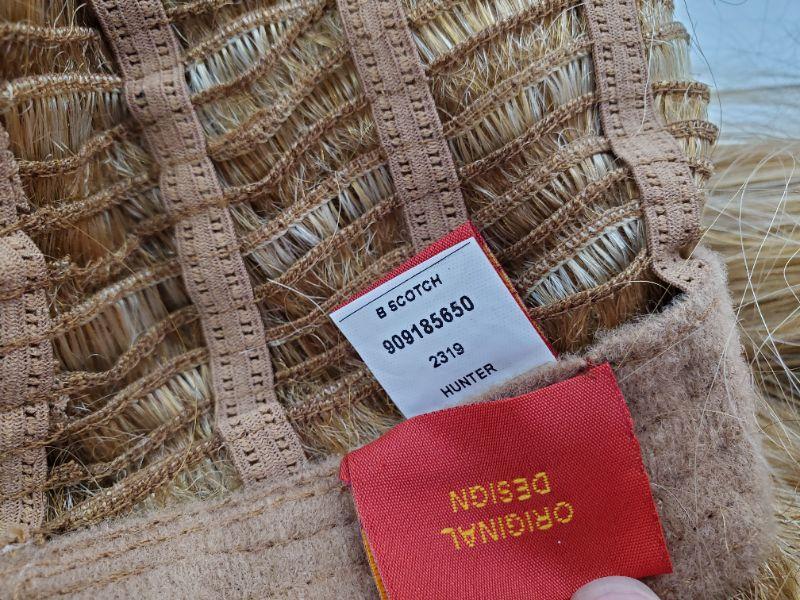 B SCOTCH
909185650
2319
HUNTER
ORIGINAL
DESIGN